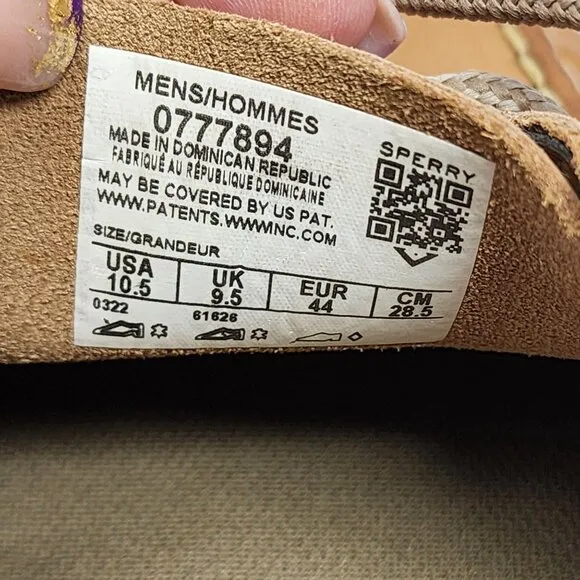 MENS/HOMMES
0777894
MADE IN DOMINICAN REPUBLIC
FABRIQUÉ AU RÉPUBLIQUE DOMINICAINE
MAY BE COVERED BY US PAT.
WWW.PATENTS.WWWINC.COM
SPERRY
SIZE/GRANDEUR
USA UK EUR CM
10.5 9.5 44 28.5
0322 61626